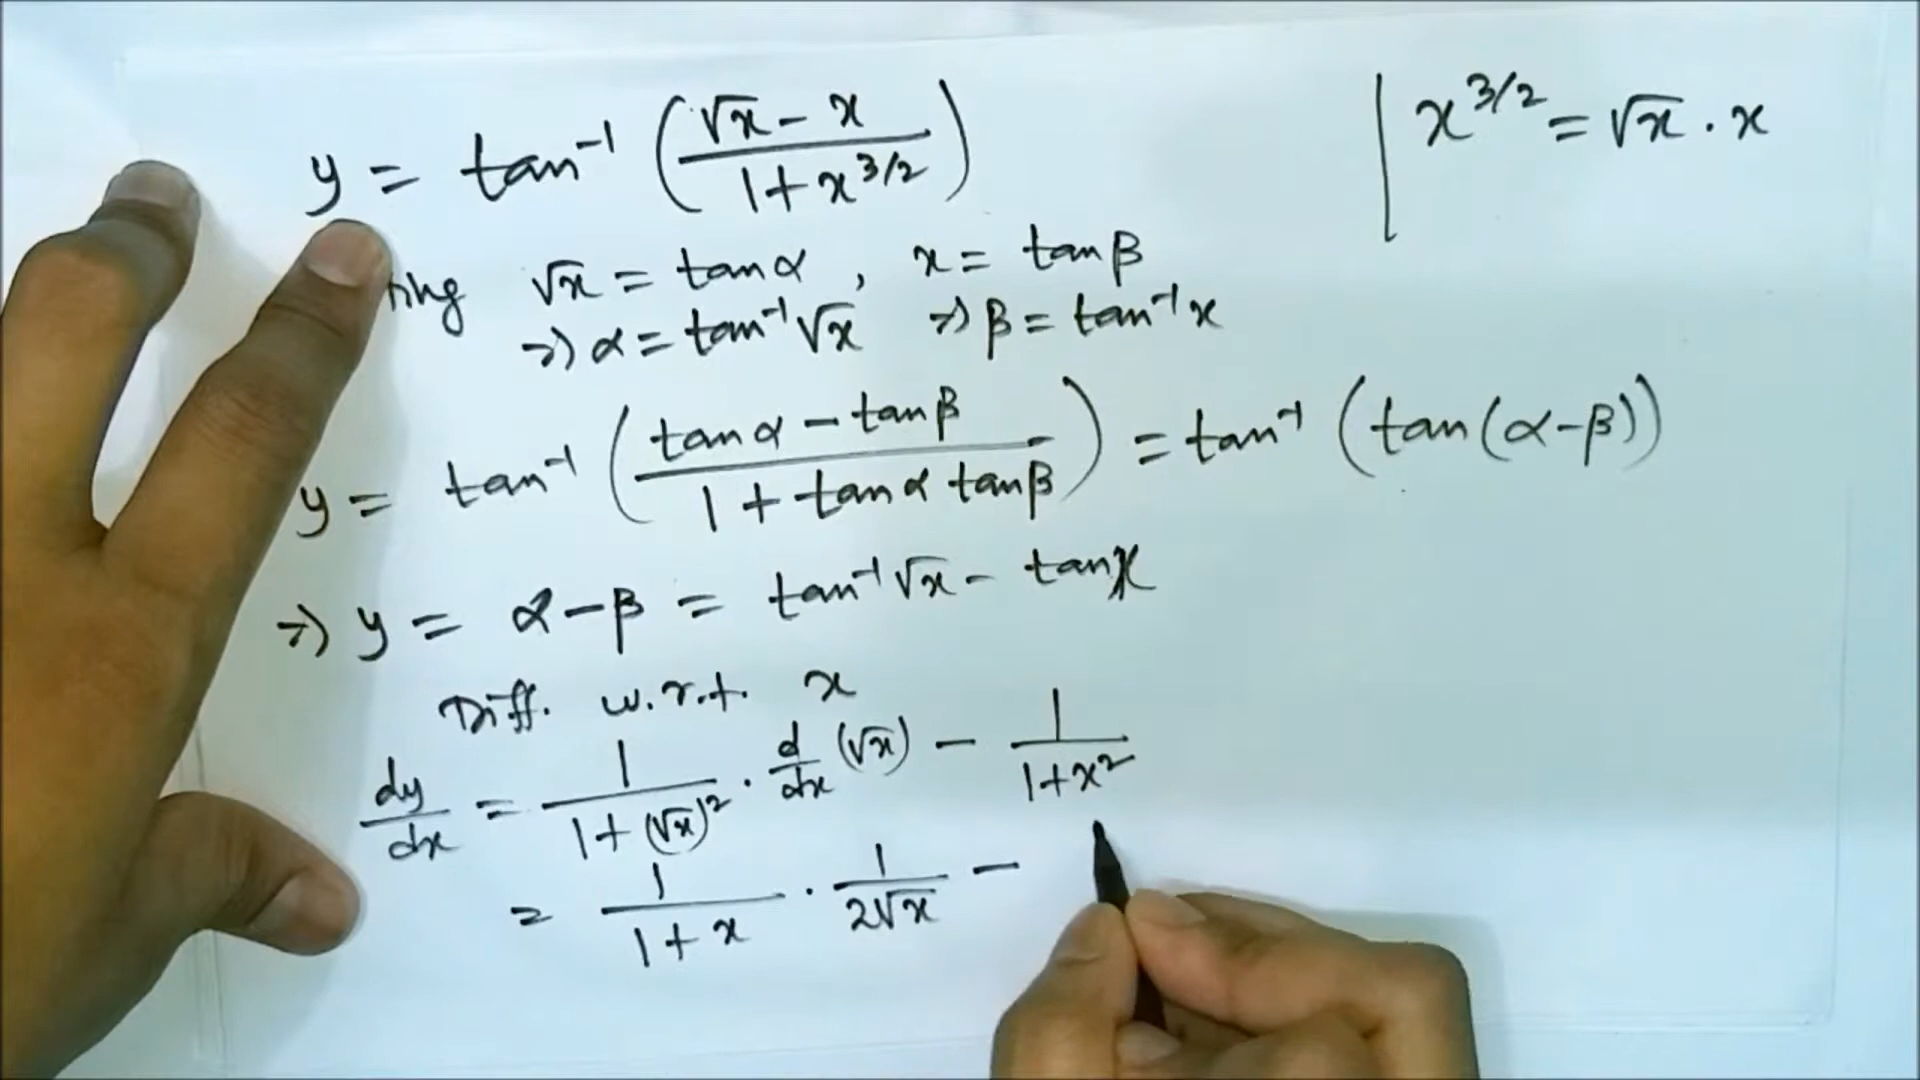 y = tan⁻¹ ((√x - x)/(1 + x^3/2)) | x^3/2 = √x · x
√x = tan α , x = tan β
⇒ α = tan⁻¹ √x ⇒ β = tan⁻¹ x
y = tan⁻¹ ((tan α - tan β)/(1 + tan α tan β)) = tan⁻¹ (tan (α - β))
⇒ y = α - β = tan⁻¹ √x - tan x
Diff. w.r.t. x
dy/dx = 1/(1 + (√x)²) · d/dx (√x) - 1/(1 + x²)
= 1/(1 + x) · 1/(2√x) -